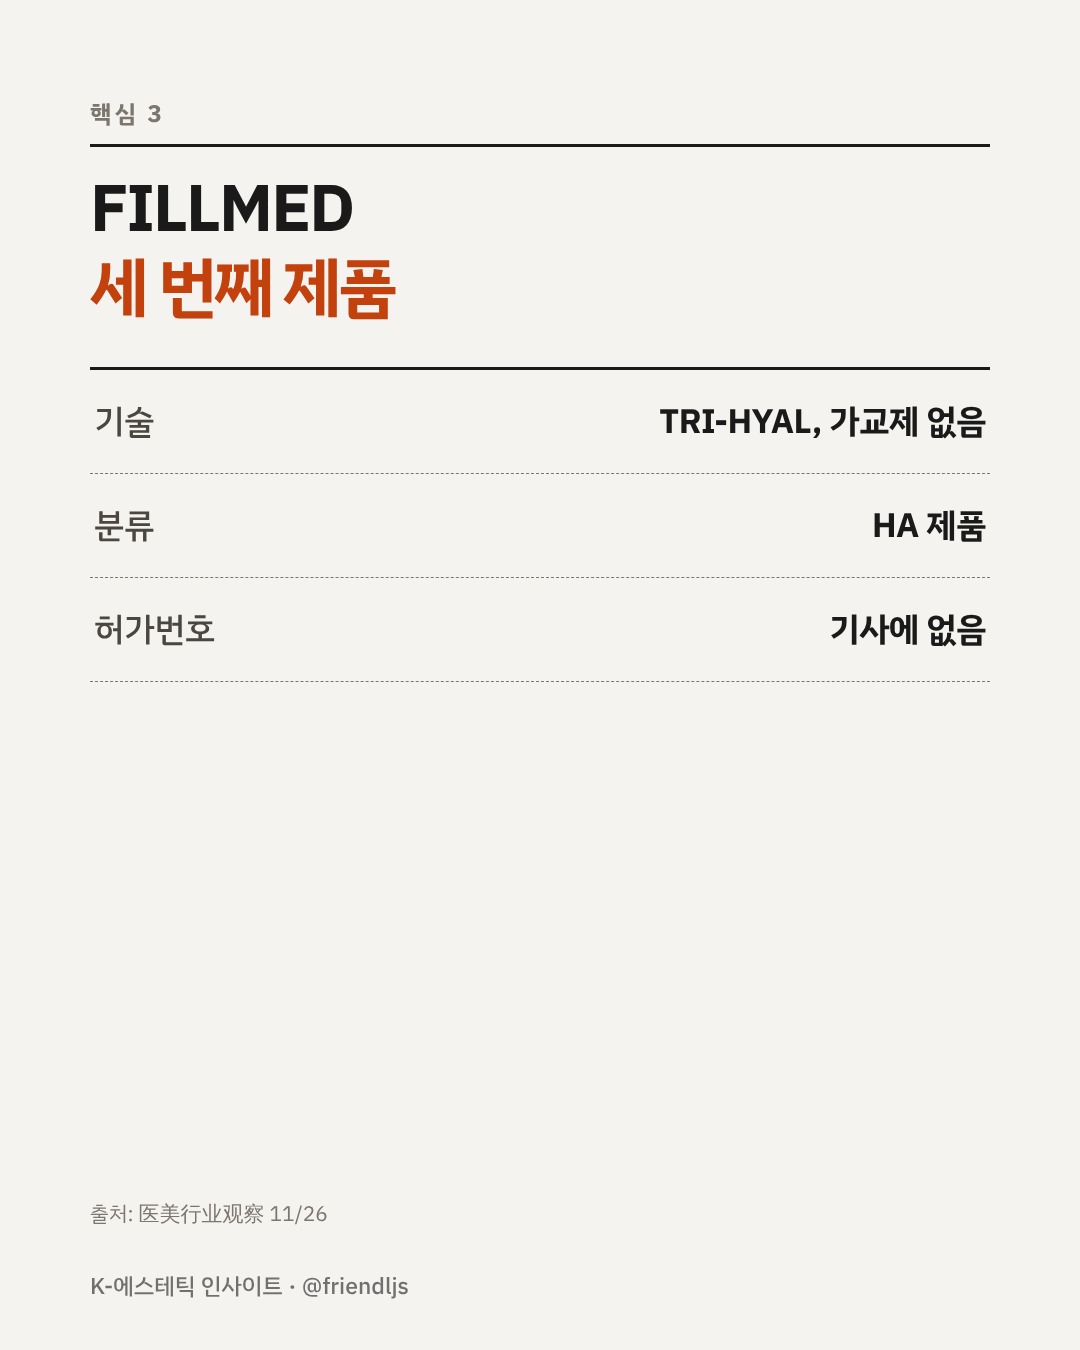 핵심 3
FILLMED
세 번째 제품
기술 TRI-HYAL, 가교제 없음
분류 HA 제품
허가번호 기사에 없음
출처: 医美行业观察 11/26
K-에스테틱 인사이트 · @friendljs